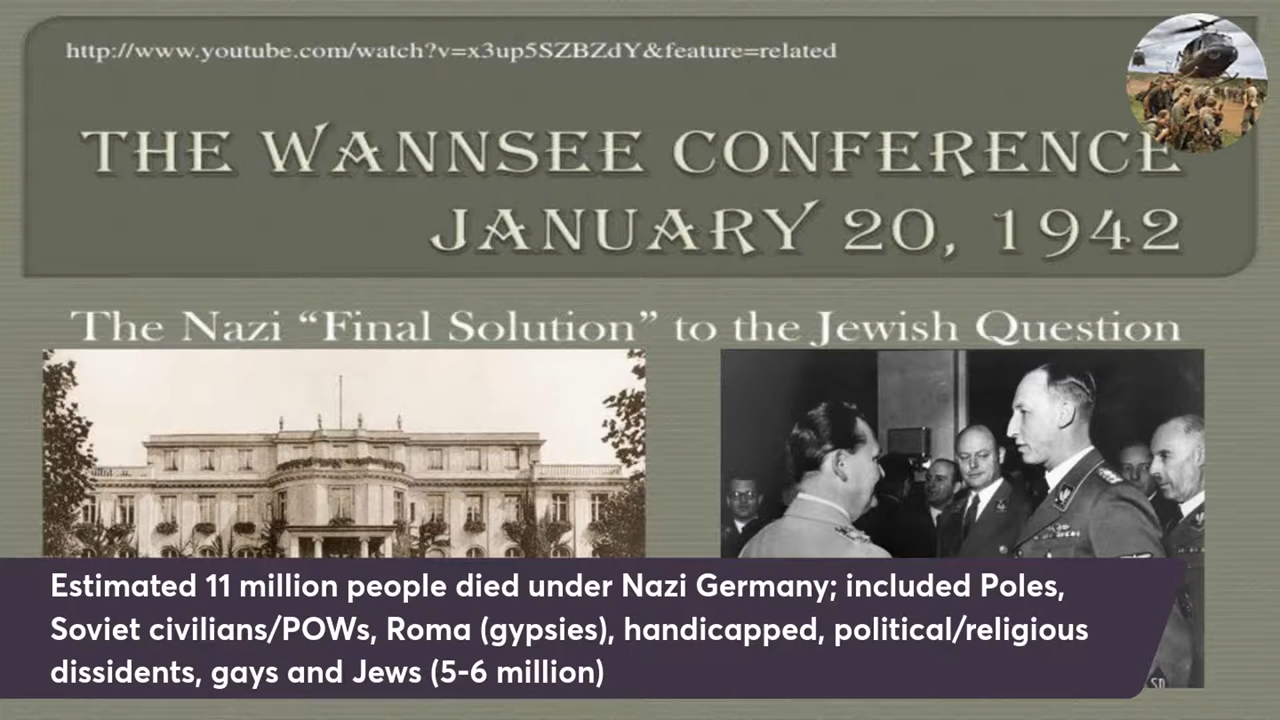 http://www.youtube.com/watch?v=x3up5SZBZdY&feature=related
THE WANNSEE CONFERENCE
JANUARY 20, 1942
The Nazi “Final Solution” to the Jewish Question
Estimated 11 million people died under Nazi Germany; included Poles,
Soviet civilians/POWs, Roma (gypsies), handicapped, political/religious
dissidents, gays and Jews (5-6 million)